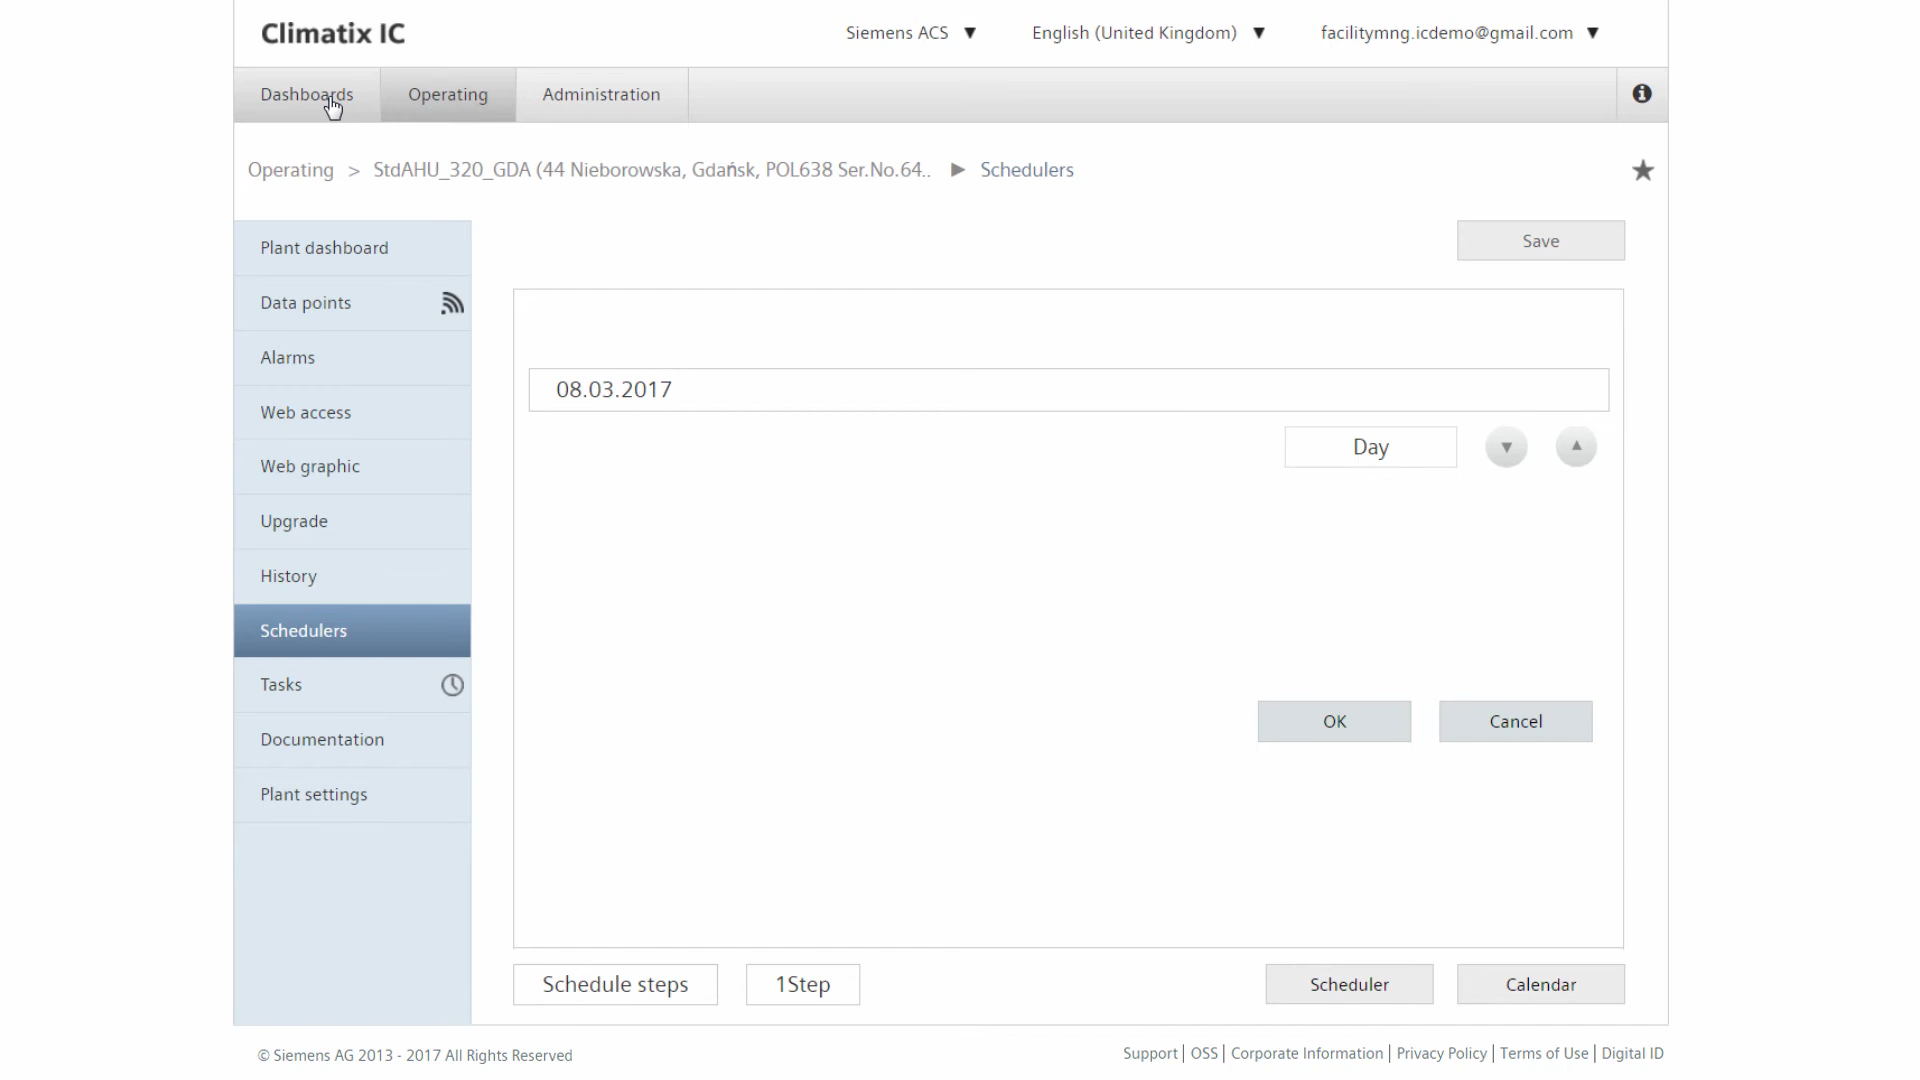 Climatix IC
Siemens ACS ▼
English (United Kingdom) ▼
facilitymng.icdemo@gmail.com ▼
Dashboards
Operating
Administration
Operating > StdAHU_320_GDA (44 Nieborowska, Gdańsk, POL638 Ser.No.64.. ▶ Schedulers
Plant dashboard
Data points
Alarms
Web access
Web graphic
Upgrade
History
Schedulers
Tasks
Documentation
Plant settings
Save
08.03.2017
Day
OK
Cancel
Schedule steps
1Step
Scheduler
Calendar
© Siemens AG 2013 - 2017 All Rights Reserved
Support | OSS | Corporate Information | Privacy Policy | Terms of Use | Digital ID